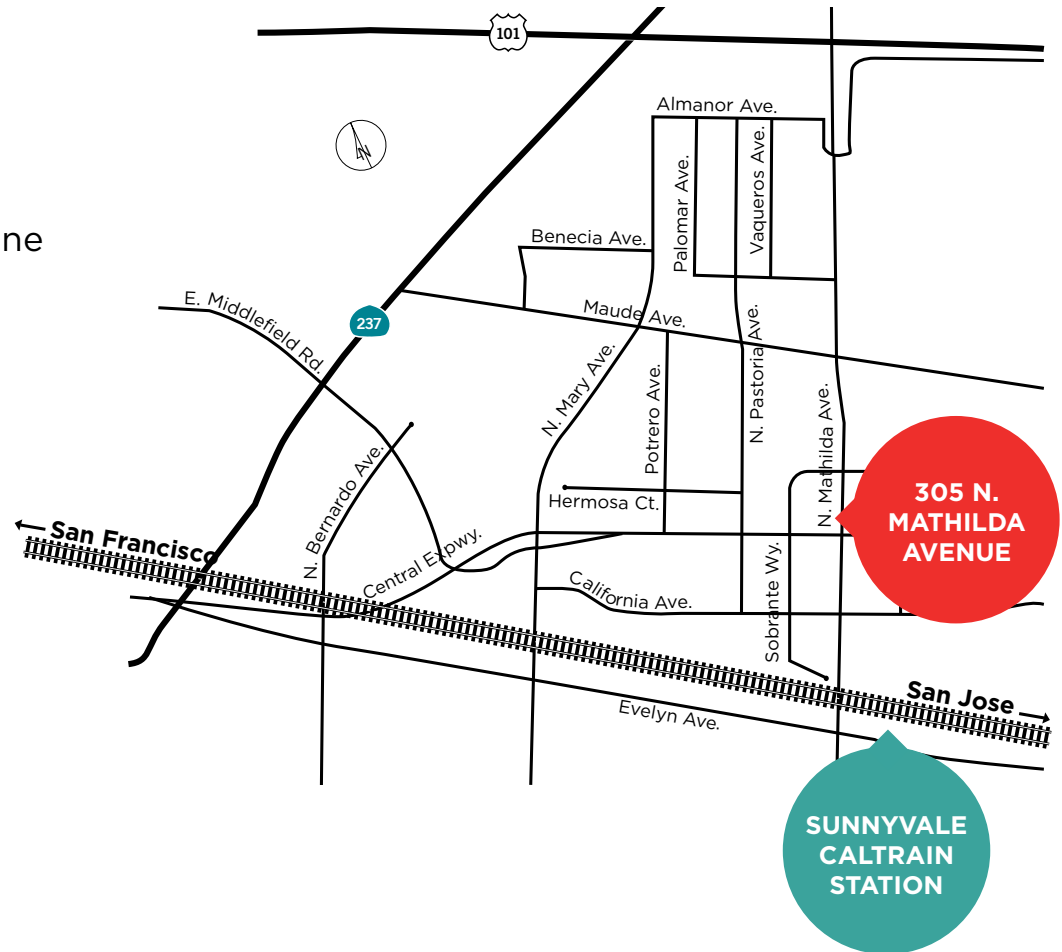 101
Almanor Ave.
N
Palomar Ave.
Vaqueros Ave.
ne
Benecia Ave.
E. Middlefield Rd.
237
Maude Ave.
N. Mary Ave.
Potrero Ave.
N. Pastoria Ave.
N. Mathilda Ave.
305 N.
MATHILDA
AVENUE
N. Bernardo Ave.
Hermosa Ct.
San Francisco
Central Expwy.
California Ave.
Sobrante Wy.
San Jose
Evelyn Ave.
SUNNYVALE
CALTRAIN
STATION